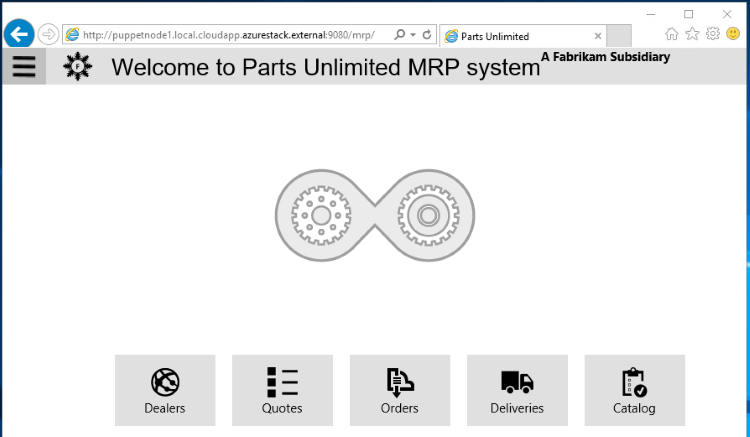 http://puppetnode1.local.cloudapp.azurestack.external:9080/mrp/
Parts Unlimited
F
Welcome to Parts Unlimited MRP system
A Fabrikam Subsidiary
Dealers
Quotes
Orders
Deliveries
Catalog